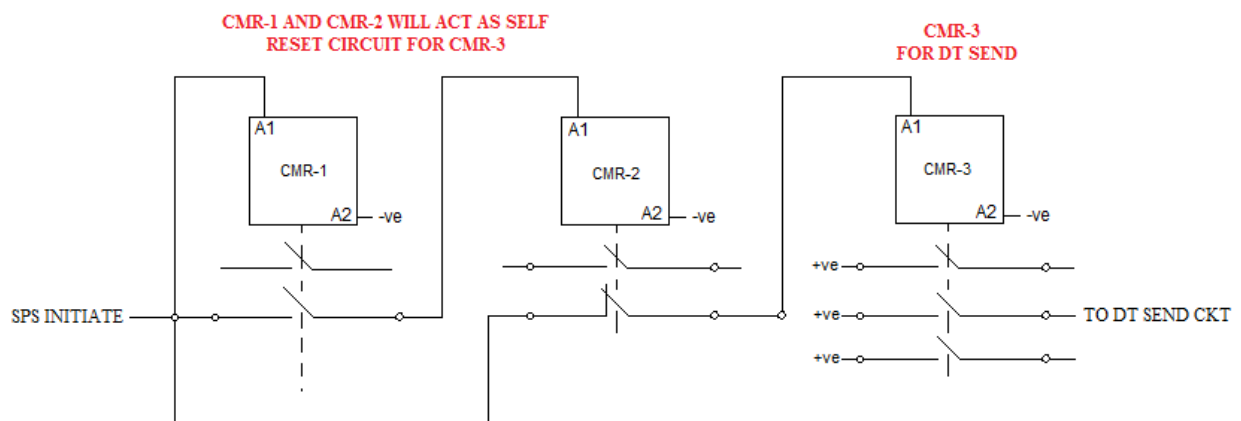 CMR-1 AND CMR-2 WILL ACT AS SELF
RESET CIRCUIT FOR CMR-3
CMR-3
FOR DT SEND
A1
CMR-1
A2
-ve
A1
CMR-2
A2
-ve
A1
CMR-3
A2
-ve
+ve
SPS INITIATE
+ve
TO DT SEND CKT
+ve